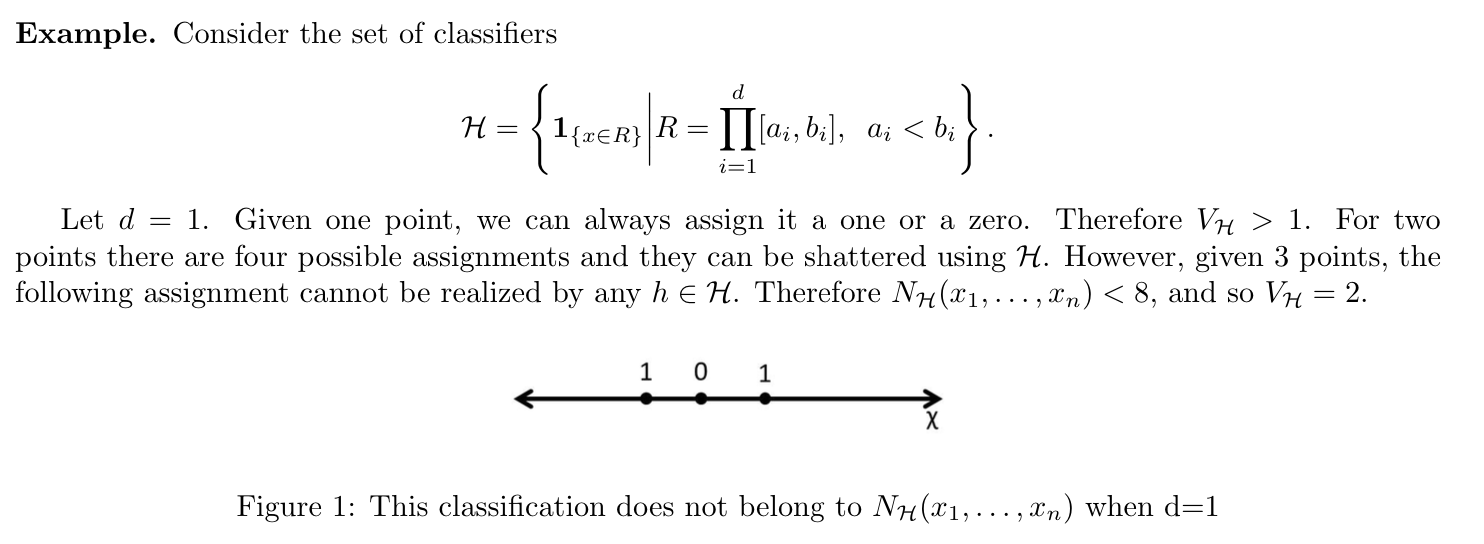 Example. Consider the set of classifiers
$\mathcal{H} = \left\{ \mathbf{1}_{\{x \in R\}} \middle| R = \prod_{i=1}^{d} [a_i, b_i], \ \ a_i < b_i \right\}.$
Let $d = 1$. Given one point, we can always assign it a one or a zero. Therefore $V_{\mathcal{H}} > 1$. For two
points there are four possible assignments and they can be shattered using $\mathcal{H}$. However, given 3 points, the
following assignment cannot be realized by any $h \in \mathcal{H}$. Therefore $N_{\mathcal{H}}(x_1, \ldots, x_n) < 8$, and so $V_{\mathcal{H}} = 2$.
1 0 1
χ
Figure 1: This classification does not belong to $N_{\mathcal{H}}(x_1, \ldots, x_n)$ when d=1